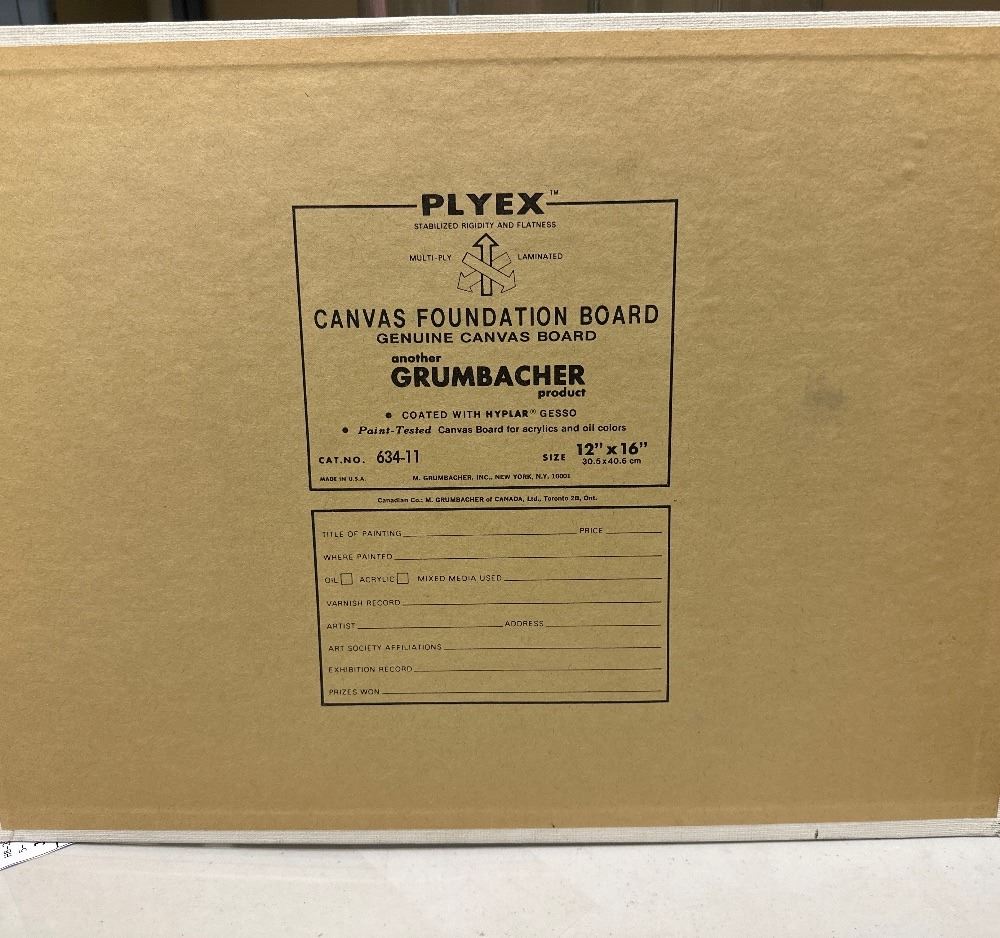 PLYEX™
STABILIZED RIGIDITY AND FLATNESS
MULTI-PLY LAMINATED
CANVAS FOUNDATION BOARD
GENUINE CANVAS BOARD
another
GRUMBACHER
product
● COATED WITH HYPLAR® GESSO
● Paint-Tested Canvas Board for acrylics and oil colors
CAT.NO. 634-11 SIZE 12" x 16"
30.5 x 40.6 cm
MADE IN U.S.A. M. GRUMBACHER, INC., NEW YORK, N.Y. 10001
Canadian Co.: M. GRUMBACHER of CANADA, Ltd., Toronto 2B, Ont.
TITLE OF PAINTING PRICE
WHERE PAINTED
OIL ACRYLIC MIXED MEDIA USED
VARNISH RECORD
ARTIST ADDRESS
ART SOCIETY AFFILIATIONS
EXHIBITION RECORD
PRIZES WON